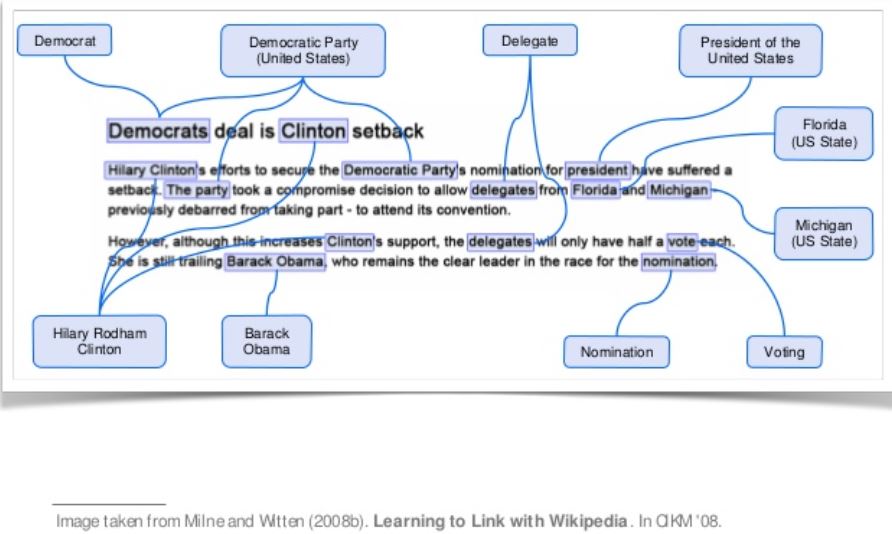 Democrat
Democratic Party
(United States)
Delegate
President of the
United States
Florida
(US State)
Democrats deal is Clinton setback
Hilary Clinton's efforts to secure the Democratic Party's nomination for president have suffered a
setback. The party took a compromise decision to allow delegates from Florida and Michigan
previously debarred from taking part - to attend its convention.
Michigan
(US State)
However, although this increases Clinton's support, the delegates will only have half a vote each.
She is still trailing Barack Obama, who remains the clear leader in the race for the nomination.
Hilary Rodham
Clinton
Barack
Obama
Nomination
Voting
Image taken from Milne and Witten (2008b). Learning to Link with Wikipedia. In CIKM '08.